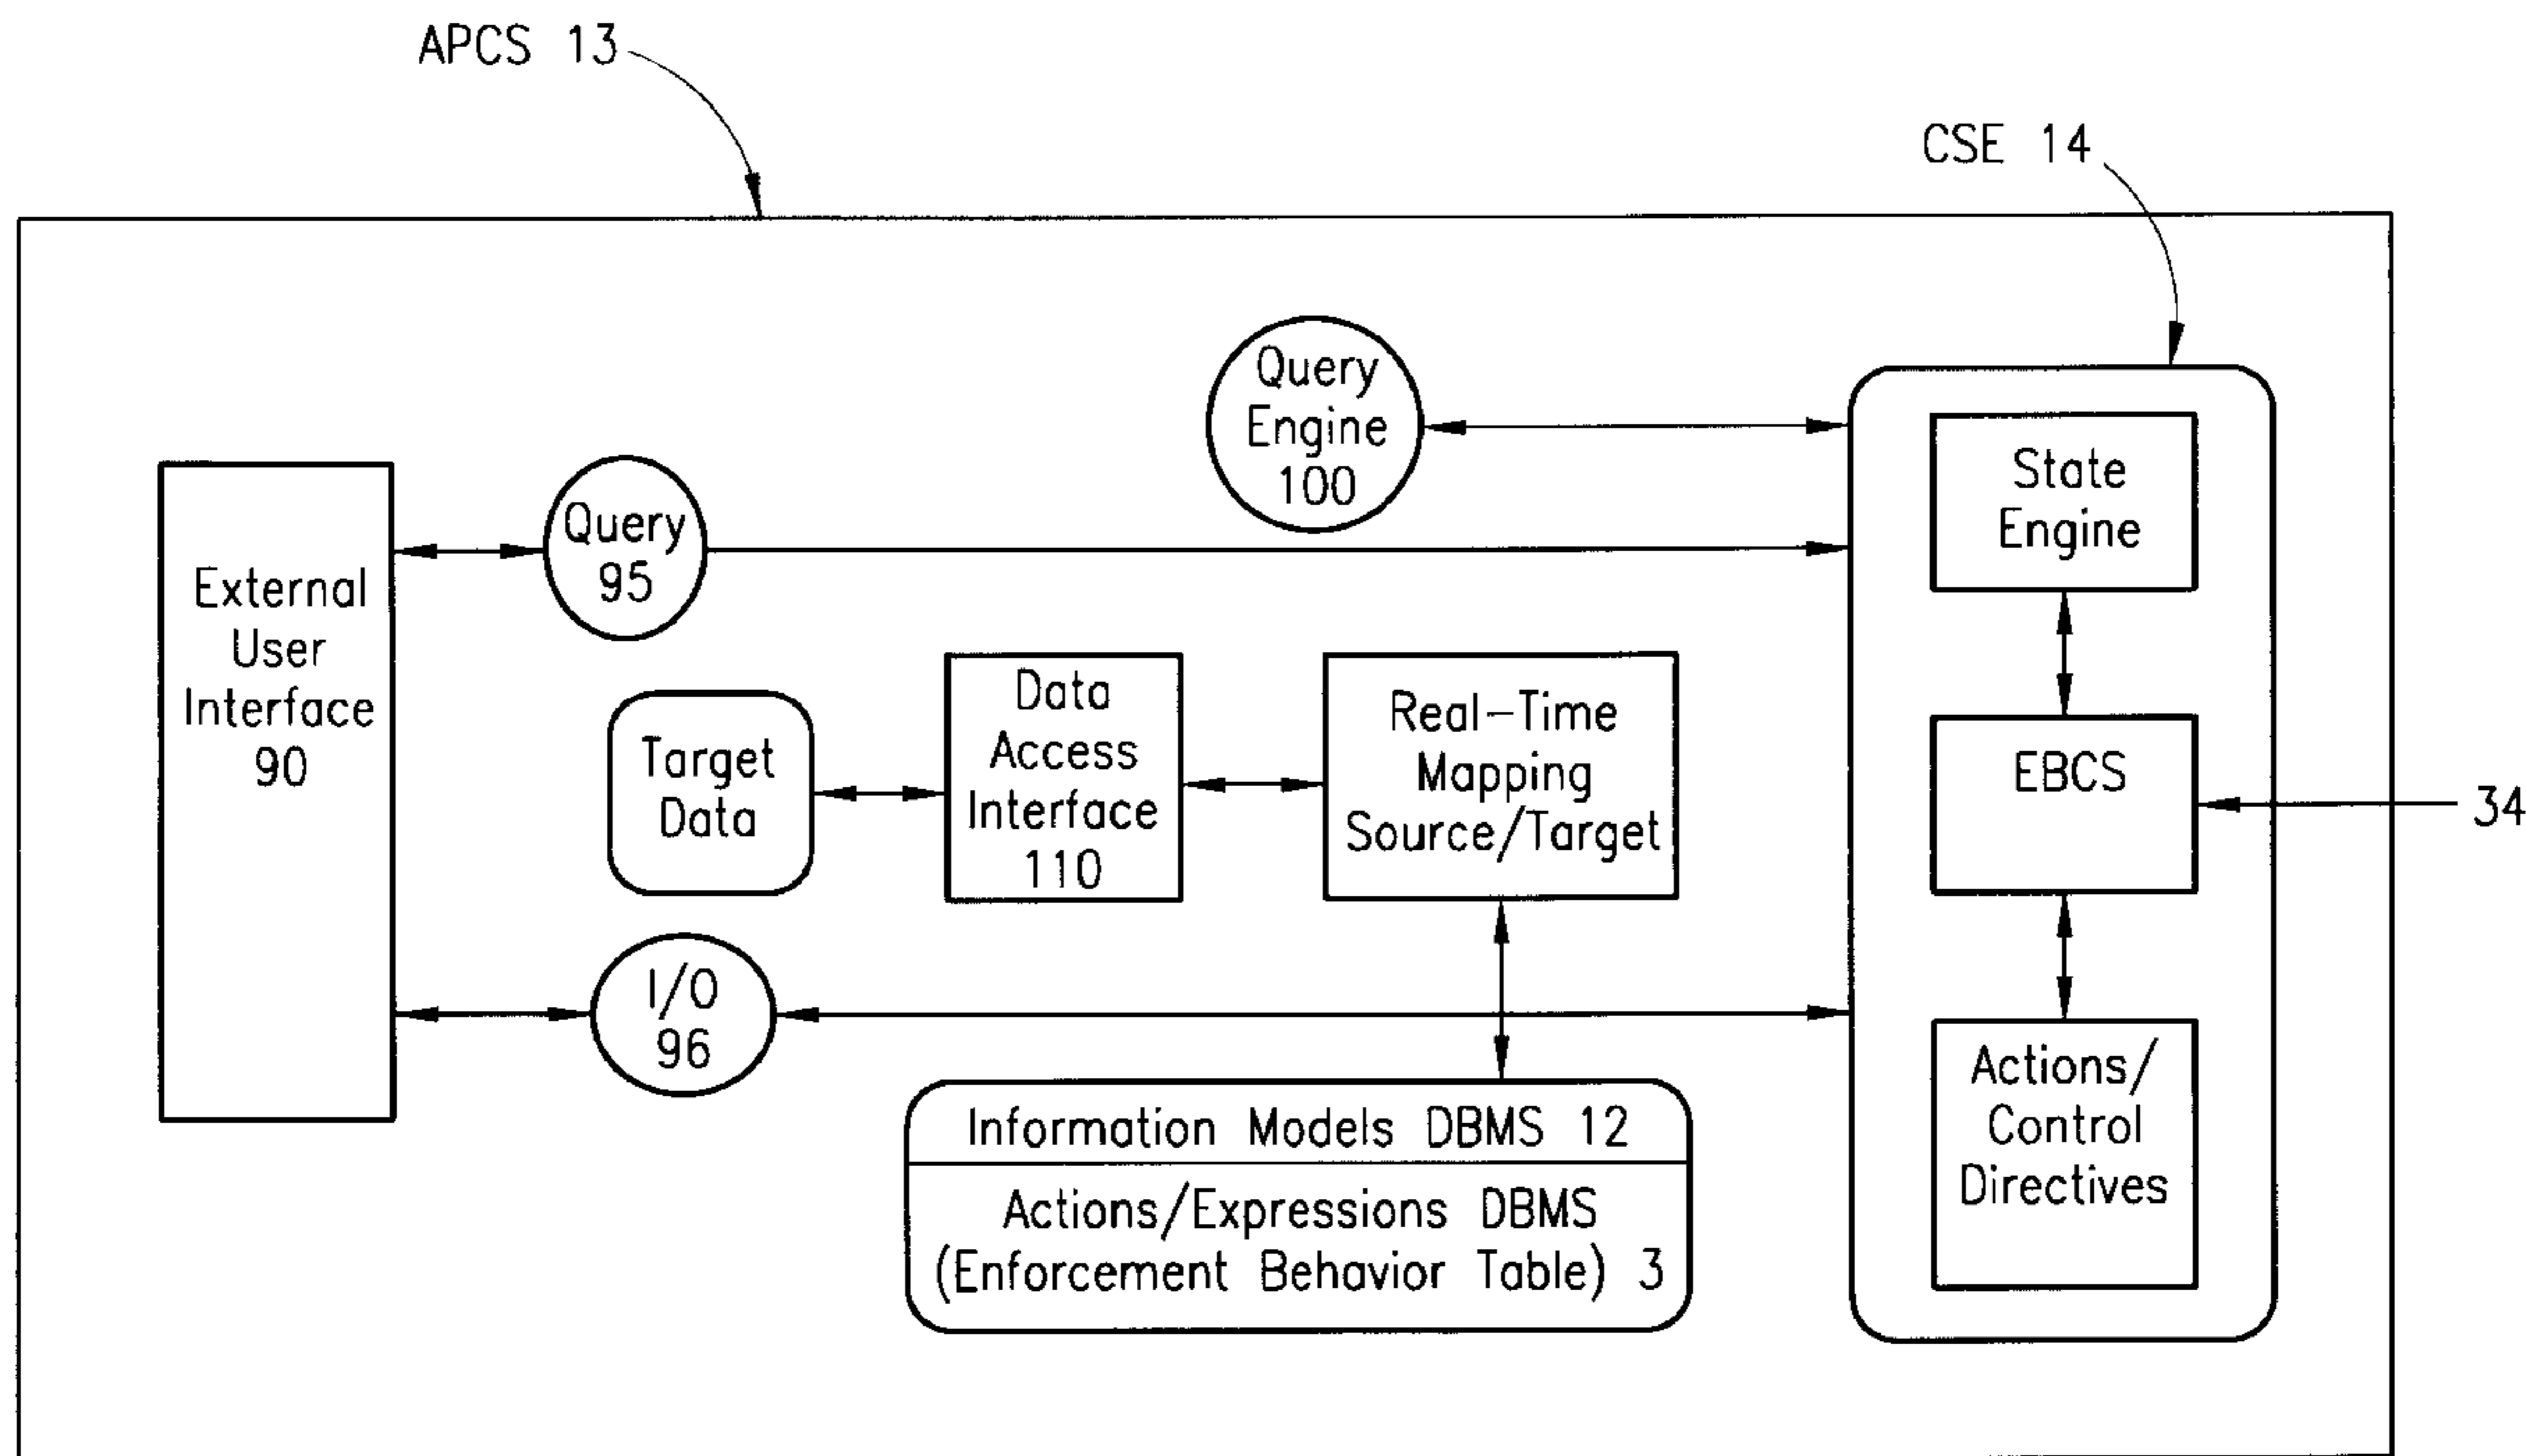 APCS 13
CSE 14
Query
Engine
100
State
Engine
Query
95
External
User
Interface
90
Target
Data
Data
Access
Interface
110
Real-Time
Mapping
Source/Target
EBCS
34
I/O
96
Actions/
Control
Directives
Information Models DBMS 12
Actions/Expressions DBMS
(Enforcement Behavior Table) 3